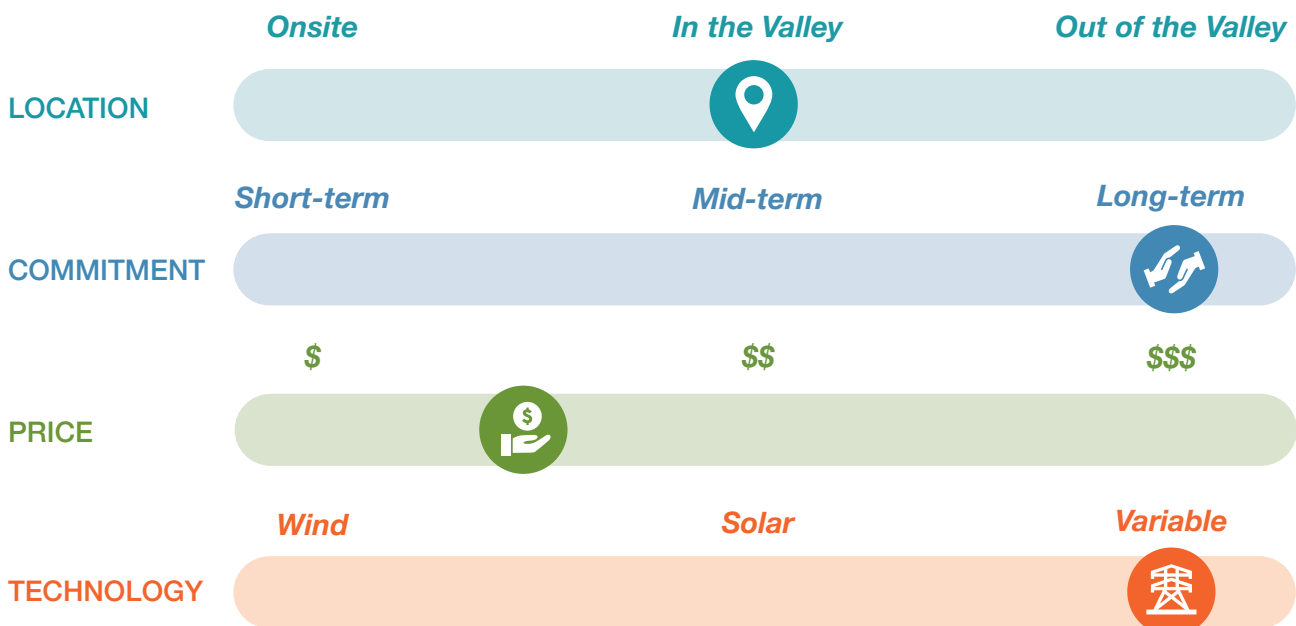 Onsite In the Valley Out of the Valley
LOCATION
Short-term Mid-term Long-term
COMMITMENT
$ $$ $$$
$
PRICE
Wind Solar Variable
TECHNOLOGY